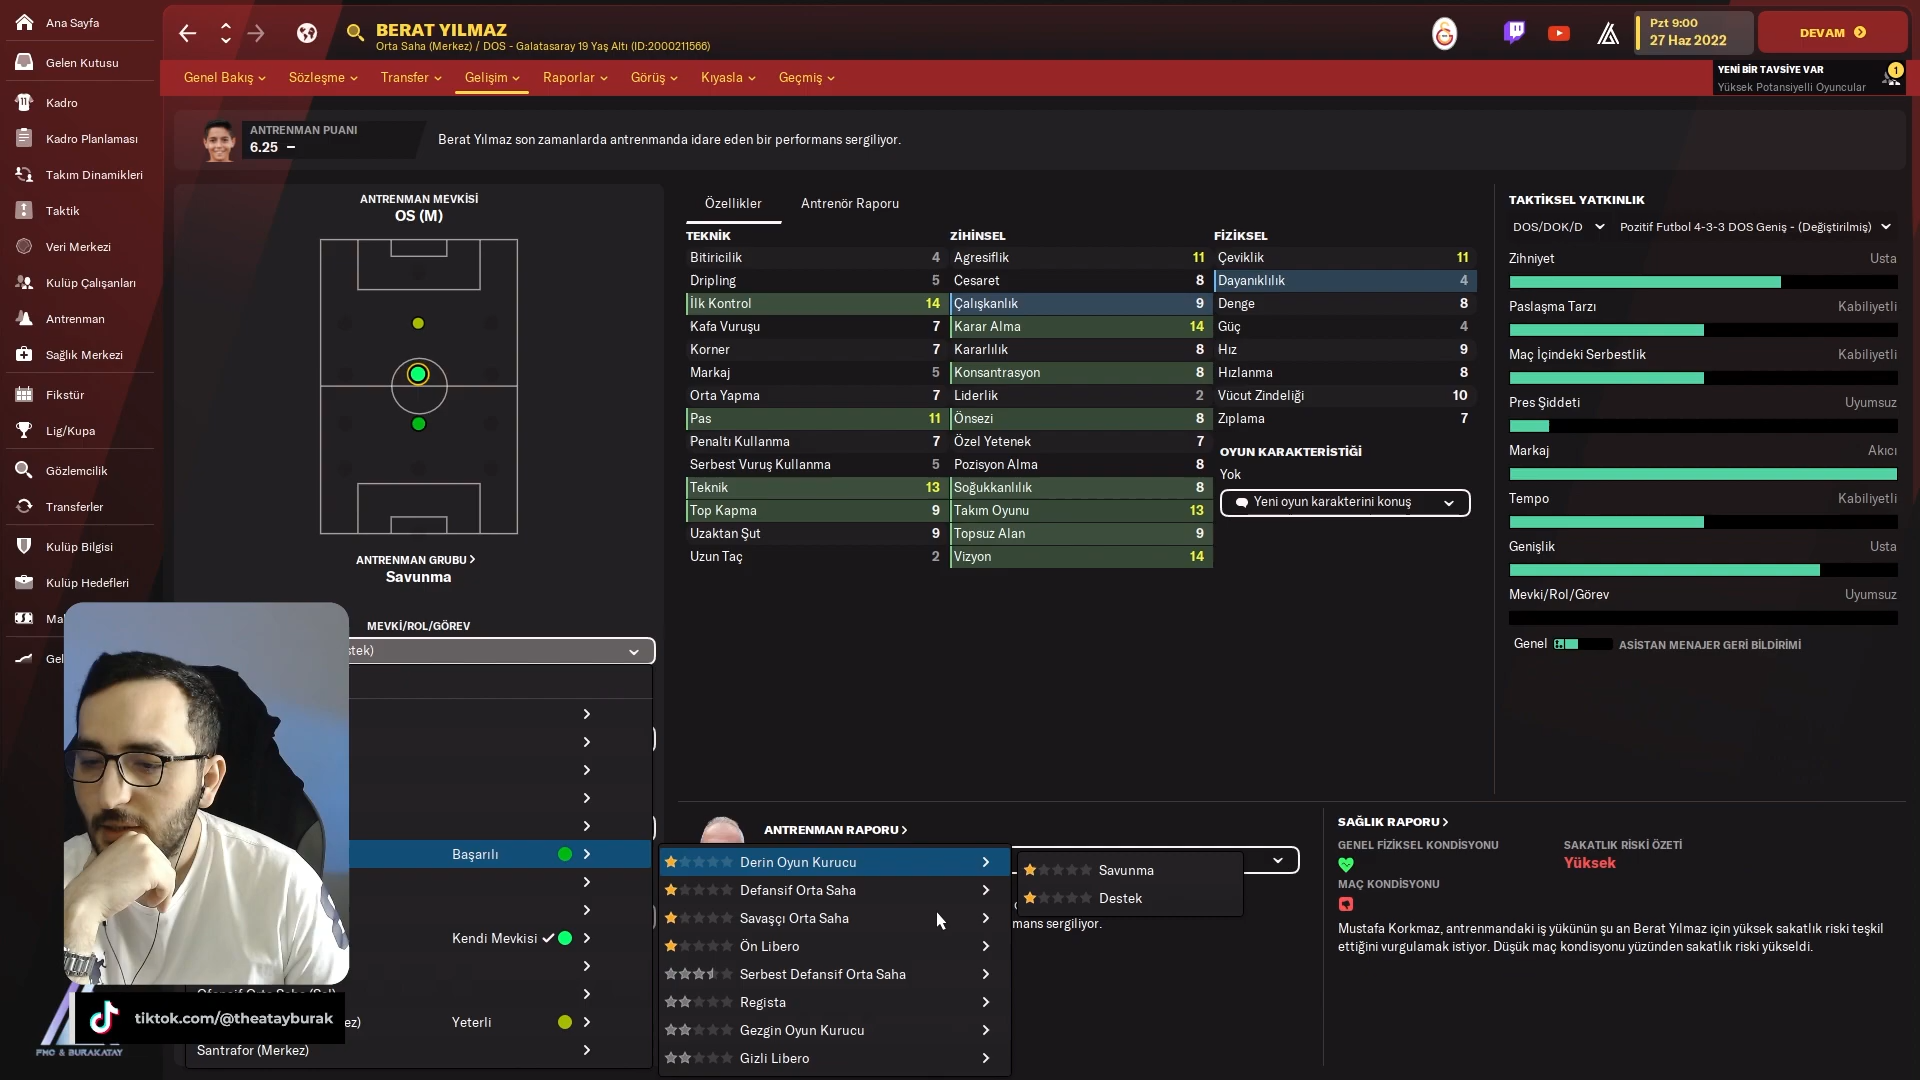 Ana Sayfa
Gelen Kutusu
Kadro
Kadro Planlaması
Takım Dinamikleri
Taktik
Veri Merkezi
Kulüp Çalışanları
Antrenman
Sağlık Merkezi
Fikstür
Lig/Kupa
Gözlemcilik
Transferler
Kulüp Bilgisi
Kulüp Hedefleri
BERAT YILMAZ
Orta Saha (Merkez) / DOS - Galatasaray 19 Yaş Altı (ID:2000211566)
Pzt 9:00
27 Haz 2022
DEVAM
Genel Bakış
Sözleşme
Transfer
Gelişim
Raporlar
Görüş
Kıyasla
Geçmiş
YENİ BİR TAVSİYE VAR
Yüksek Potansiyelli Oyuncular
1
ANTRENMAN PUANI
6.25 –
Berat Yılmaz son zamanlarda antrenmanda idare eden bir performans sergiliyor.
ANTRENMAN MEVKİSİ
OS (M)
ANTRENMAN GRUBU
Savunma
MEVKİ/ROL/GÖREV
stek)
Başarılı
Kendi Mevkisi
ez)
Yeterli
Santrafor (Merkez)
Özellikler
Antrenör Raporu
TEKNİK
Bitiricilik 4
Dripling 5
İlk Kontrol 14
Kafa Vuruşu 7
Korner 7
Markaj 5
Orta Yapma 7
Pas 11
Penaltı Kullanma 7
Serbest Vuruş Kullanma 5
Teknik 13
Top Kapma 9
Uzaktan Şut 9
Uzun Taç 2
ZİHİNSEL
Agresiflik 11
Cesaret 8
Çalışkanlık 9
Karar Alma 14
Kararlılık 8
Konsantrasyon 8
Liderlik 2
Önsezi 8
Özel Yetenek 7
Pozisyon Alma 8
Soğukkanlılık 8
Takım Oyunu 13
Topsuz Alan 9
Vizyon 14
FİZİKSEL
Çeviklik 11
Dayanıklılık 4
Denge 8
Güç 4
Hız 9
Hızlanma 8
Vücut Zindeliği 10
Zıplama 7
OYUN KARAKTERİSTİĞİ
Yok
Yeni oyun karakterini konuş
TAKTİKSEL YATKINLIK
DOS/DOK/D
Pozitif Futbol 4-3-3 DOS Geniş - (Değiştirilmiş)
Zihniyet Usta
Paslaşma Tarzı Kabiliyetli
Maç İçindeki Serbestlik Kabiliyetli
Pres Şiddeti Uyumsuz
Markaj Akıcı
Tempo Kabiliyetli
Genişlik Usta
Mevki/Rol/Görev Uyumsuz
Genel
ASİSTAN MENAJER GERİ BİLDİRİMİ
ANTRENMAN RAPORU
Derin Oyun Kurucu
Defansif Orta Saha
Savaşçı Orta Saha
Ön Libero
Serbest Defansif Orta Saha
Regista
Gezgin Oyun Kurucu
Gizli Libero
Savunma
Destek
mans sergiliyor.
SAĞLIK RAPORU
GENEL FİZİKSEL KONDİSYONU
MAÇ KONDİSYONU
SAKATLIK RİSKİ ÖZETİ
Yüksek
Mustafa Korkmaz, antrenmandaki iş yükünün şu an Berat Yılmaz için yüksek sakatlık riski teşkil
ettiğini vurgulamak istiyor. Düşük maç kondisyonu yüzünden sakatlık riski yükseldi.
tiktok.com/@theatayburak
FMC & BURAKATAY